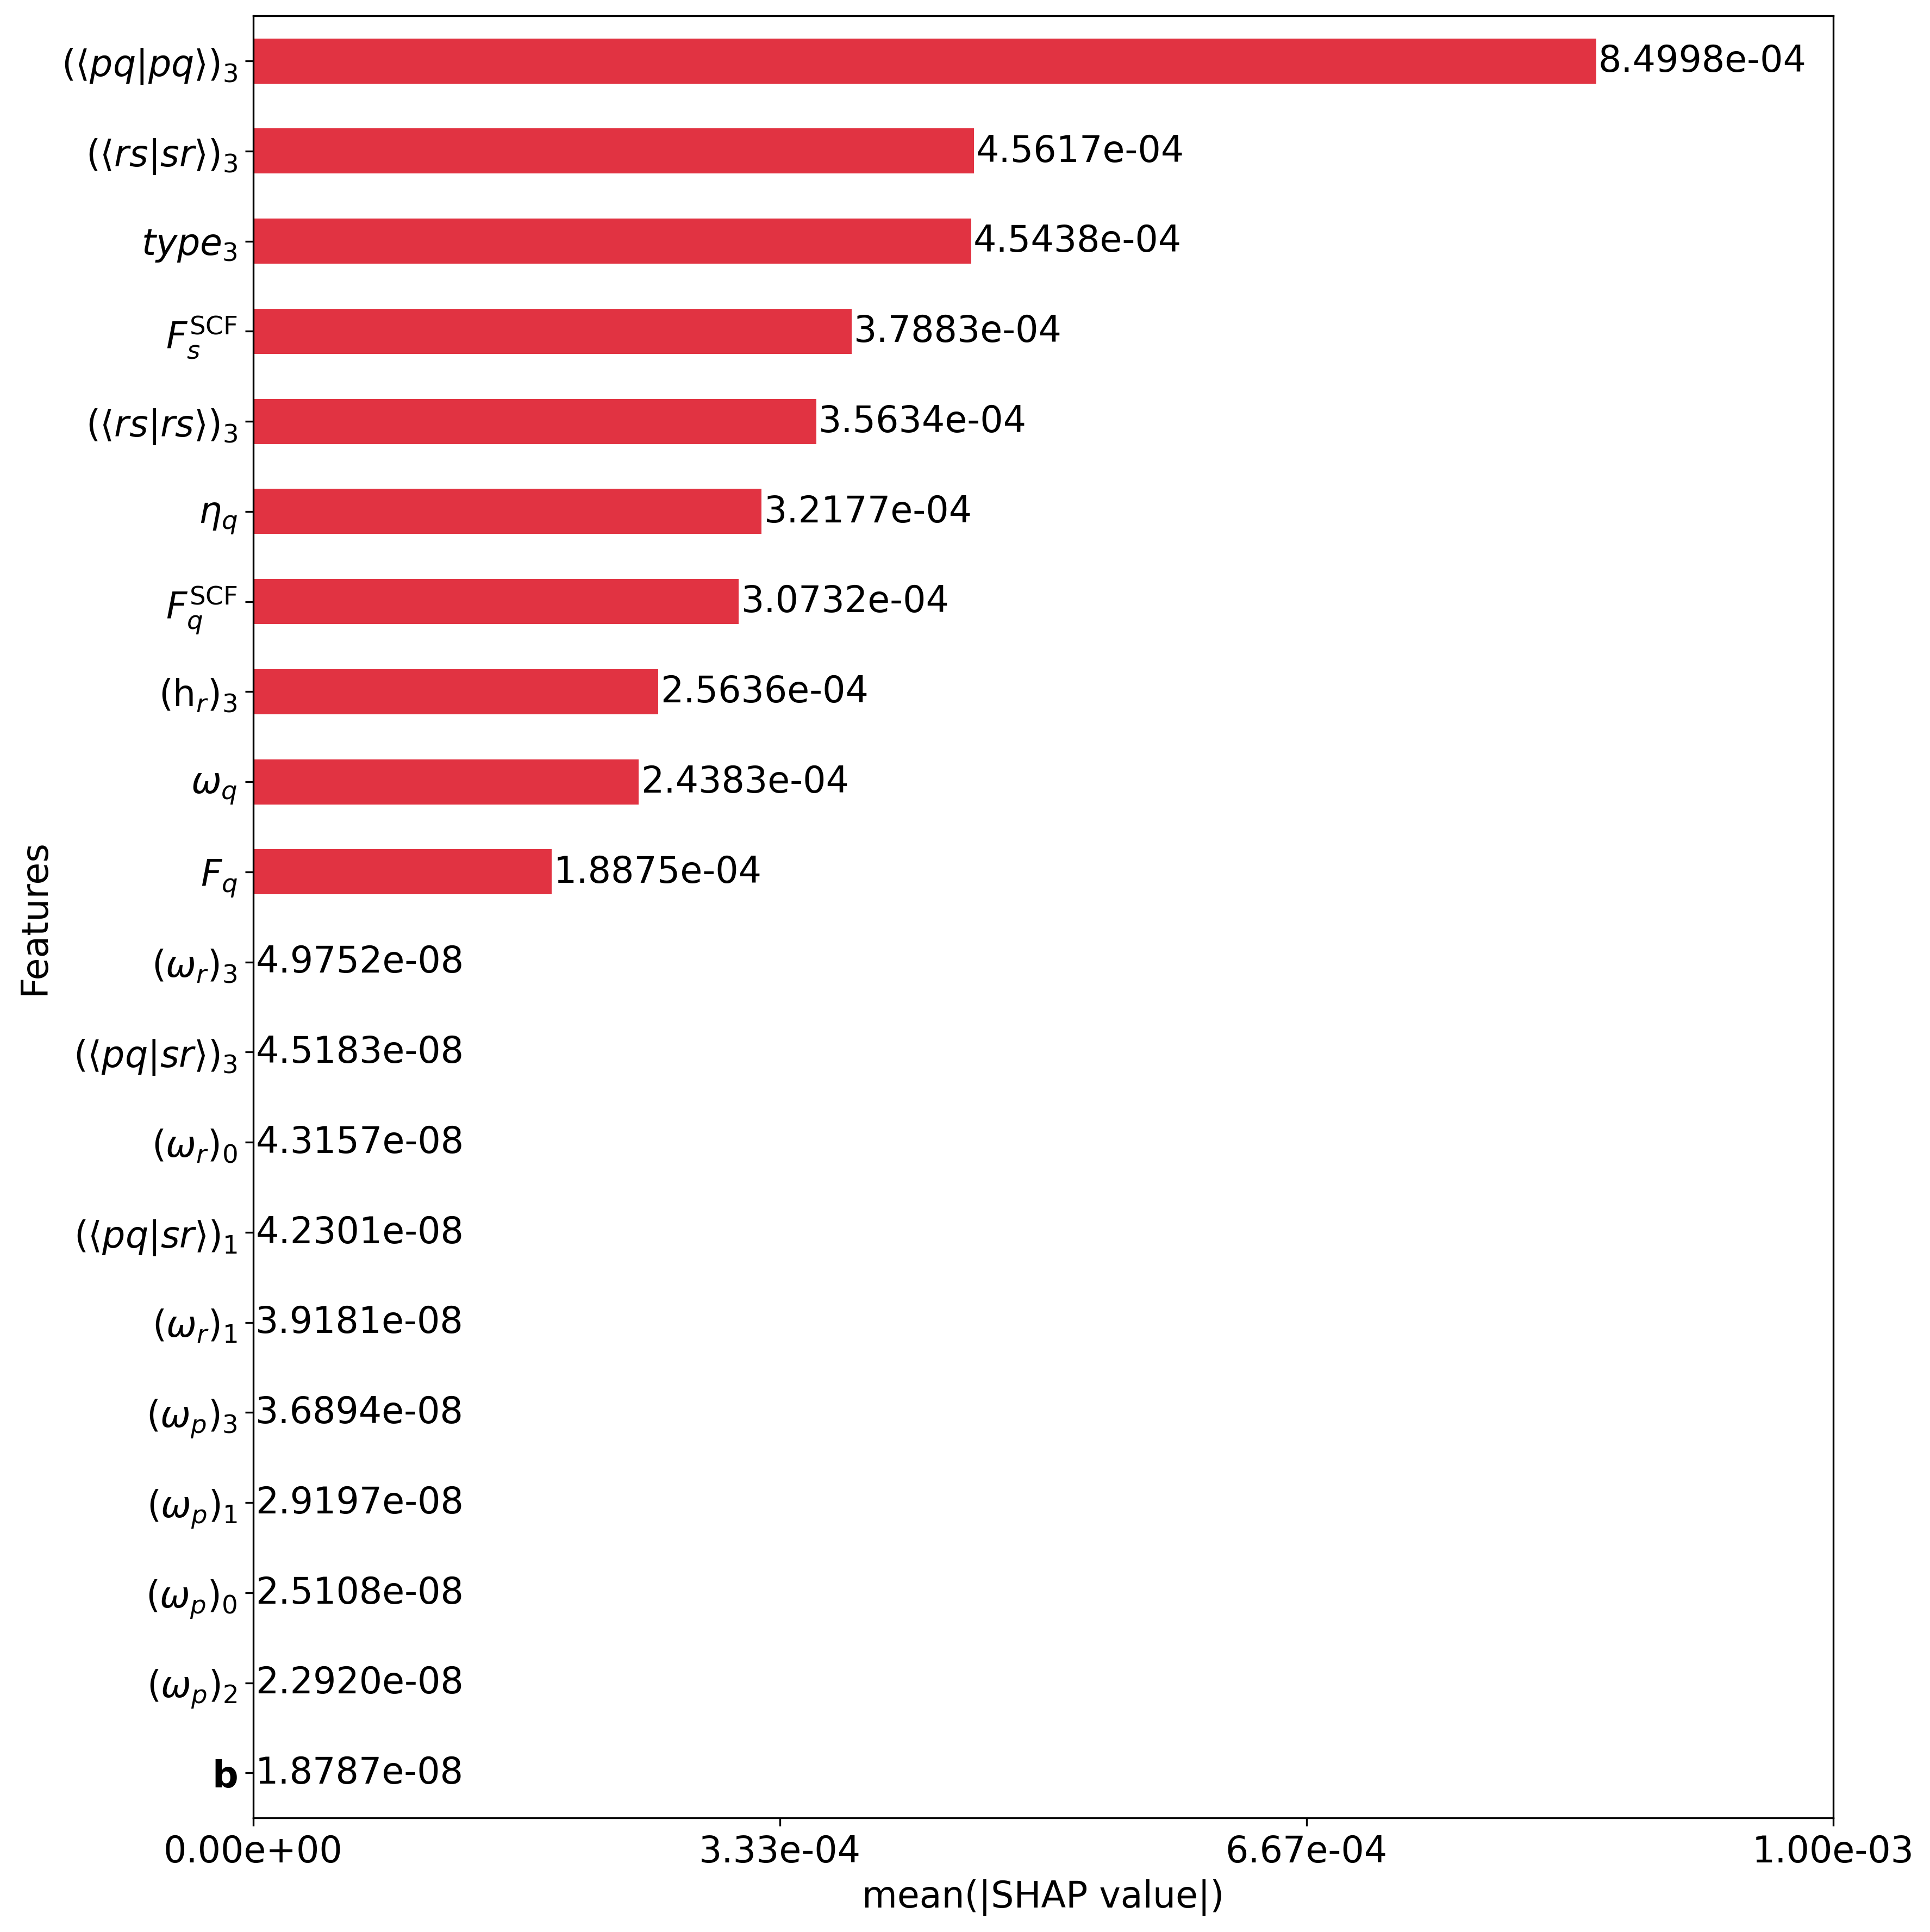 (⟨pq|pq⟩)₃ 8.4998e-04
(⟨rs|sr⟩)₃ 4.5617e-04
type₃ 4.5438e-04
Fₛ^SCF 3.7883e-04
(⟨rs|rs⟩)₃ 3.5634e-04
η_q 3.2177e-04
F_q^SCF 3.0732e-04
(hᵣ)₃ 2.5636e-04
ω_q 2.4383e-04
F_q 1.8875e-04
(ωᵣ)₃ 4.9752e-08
(⟨pq|sr⟩)₃ 4.5183e-08
(ωᵣ)₀ 4.3157e-08
(⟨pq|sr⟩)₁ 4.2301e-08
(ωᵣ)₁ 3.9181e-08
(ωₚ)₃ 3.6894e-08
(ωₚ)₁ 2.9197e-08
(ωₚ)₀ 2.5108e-08
(ωₚ)₂ 2.2920e-08
b 1.8787e-08
Features
0.00e+00 3.33e-04 6.67e-04 1.00e-03
mean(|SHAP value|)